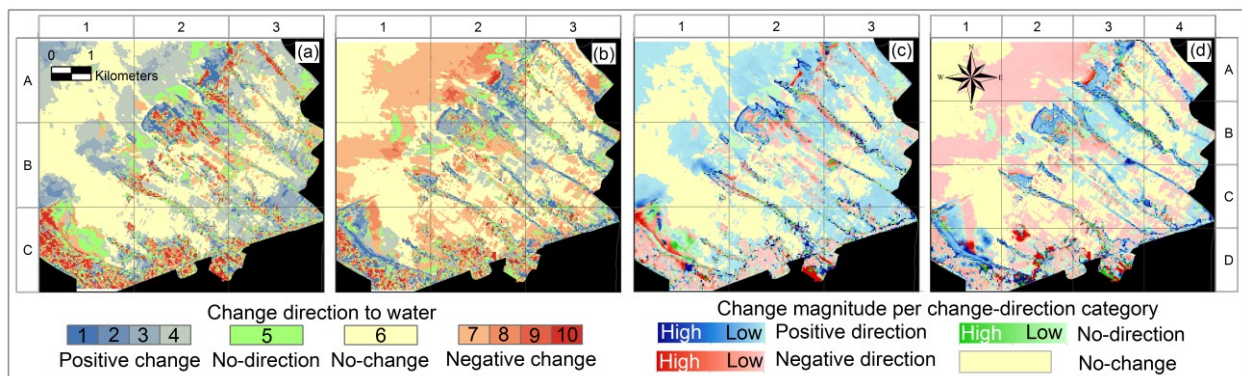 1 2 3 1 2 3 1 2 3 1 2 3 4
(a) (b) (c) (d)
0 1
Kilometers
N
W E
S
A A
B B
C C
D
Change direction to water
1 2 3 4 5 6 7 8 9 10
Positive change No-direction No-change Negative change
Change magnitude per change-direction category
High Low Positive direction High Low No-direction
High Low Negative direction No-change